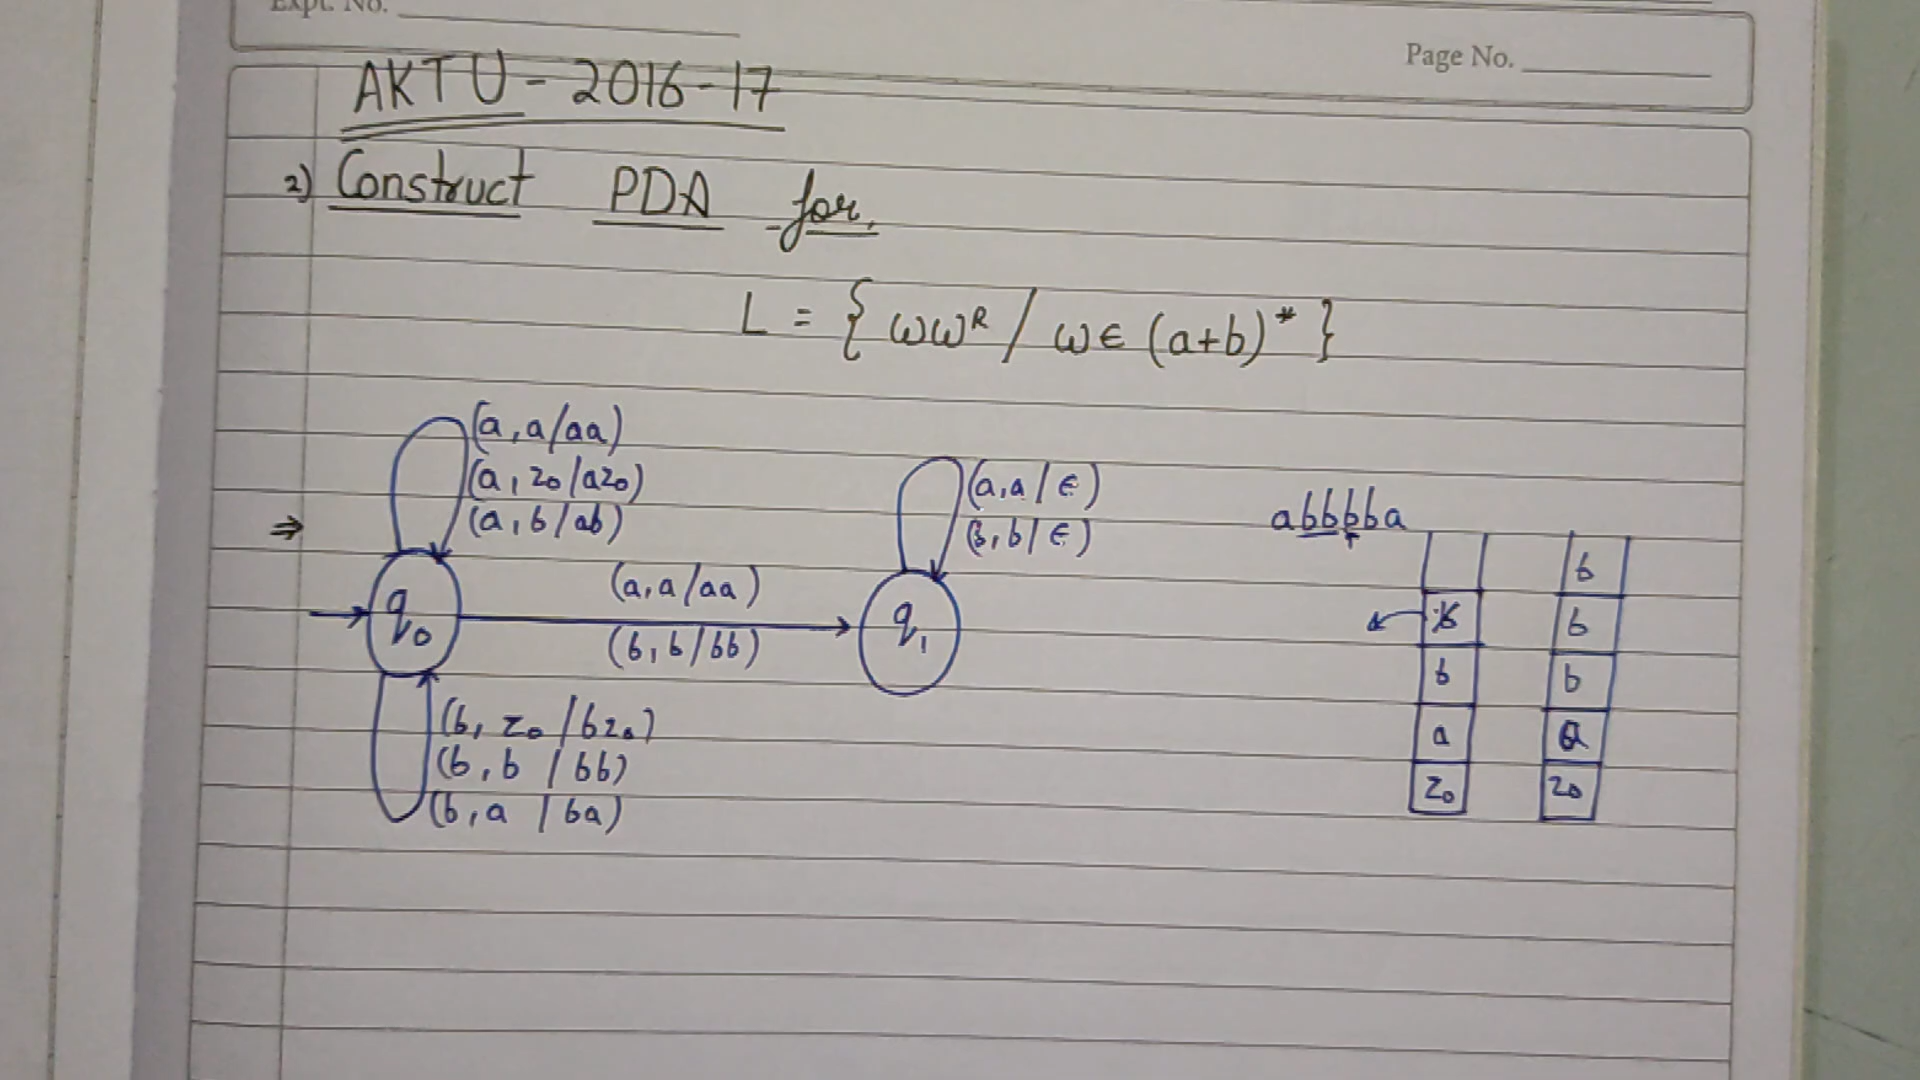 Expt. No.
Page No.
AKTU - 2016-17
2) Construct PDA for,
L = { ωω^R / ω ∈ (a+b)* }
(a, a/aa)
(a, z0/az0)
(a, b/ab)
(a, a/ϵ)
(b, b/ϵ)
abbbba
⇒
(a, a/aa)
q0
q1
(b, b/bb)
(b, z0/bz0)
(b, b/bb)
(b, a/ba)
b
b
a
z0
b
b
b
a
z0